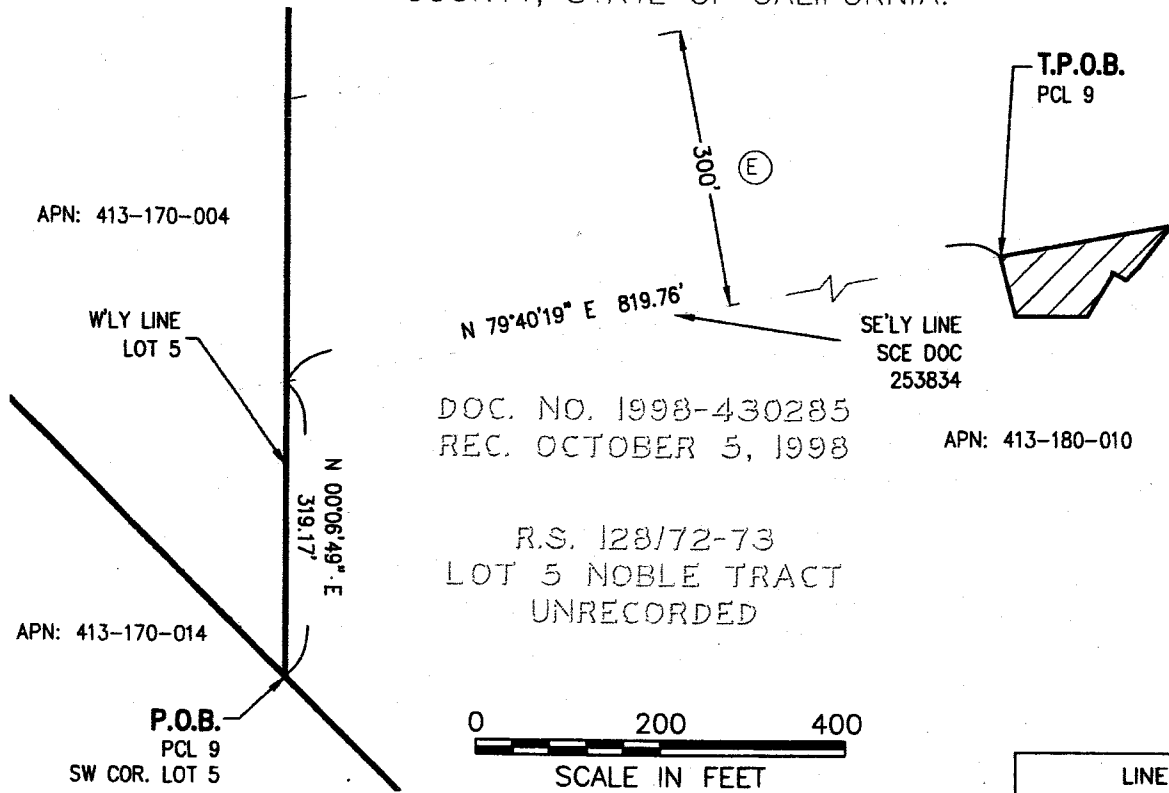 COUNTY, STATE OF CALIFORNIA.
T.P.O.B.
PCL 9
300'
E
APN: 413-170-004
W'LY LINE
LOT 5
N 79°40'19" E 819.76'
SE'LY LINE
SCE DOC
253834
DOC. NO. 1998-430285
REC. OCTOBER 5, 1998
APN: 413-180-010
N 00°06'49" E
319.17'
R.S. 128/72-73
LOT 5 NOBLE TRACT
UNRECORDED
APN: 413-170-014
P.O.B.
PCL 9
SW COR. LOT 5
0 200 400
SCALE IN FEET
LINE